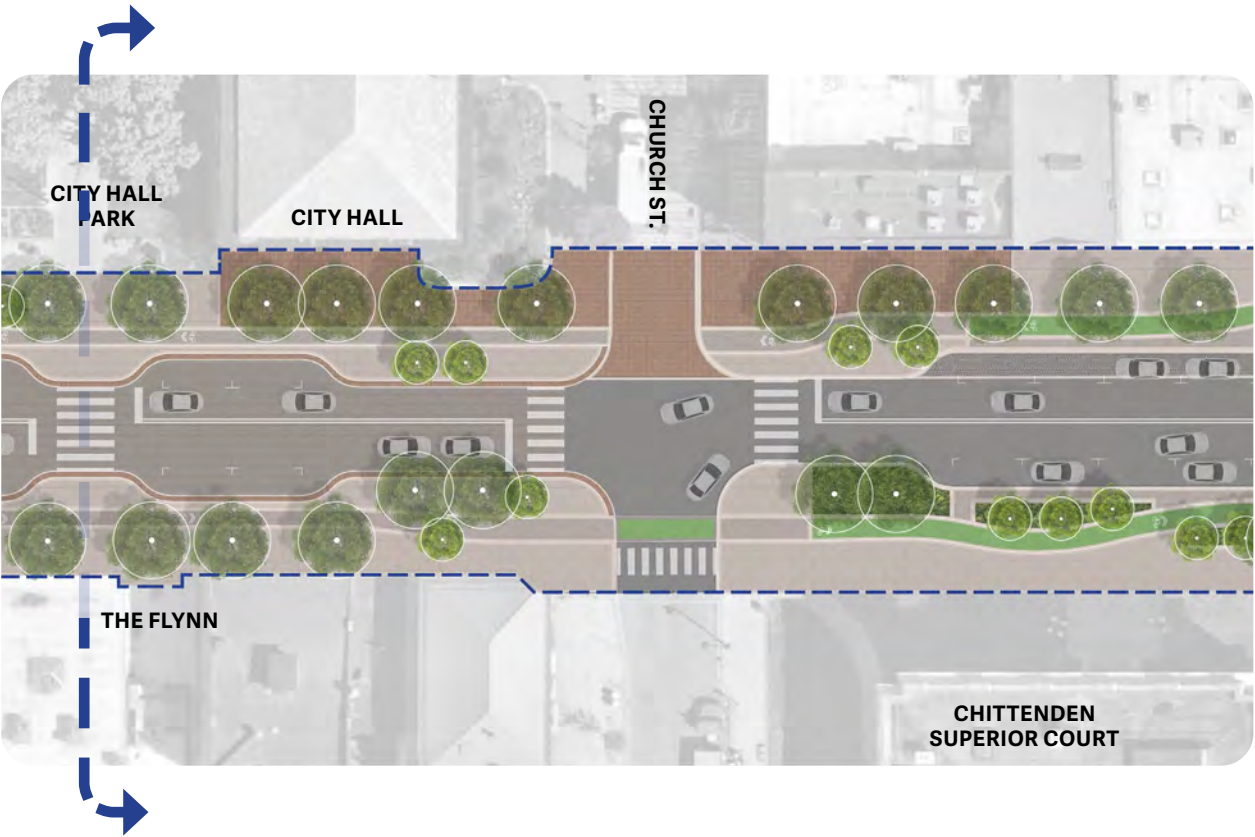 CITY HALL
PARK
CITY HALL
CHURCH ST.
THE FLYNN
CHITTENDEN
SUPERIOR COURT